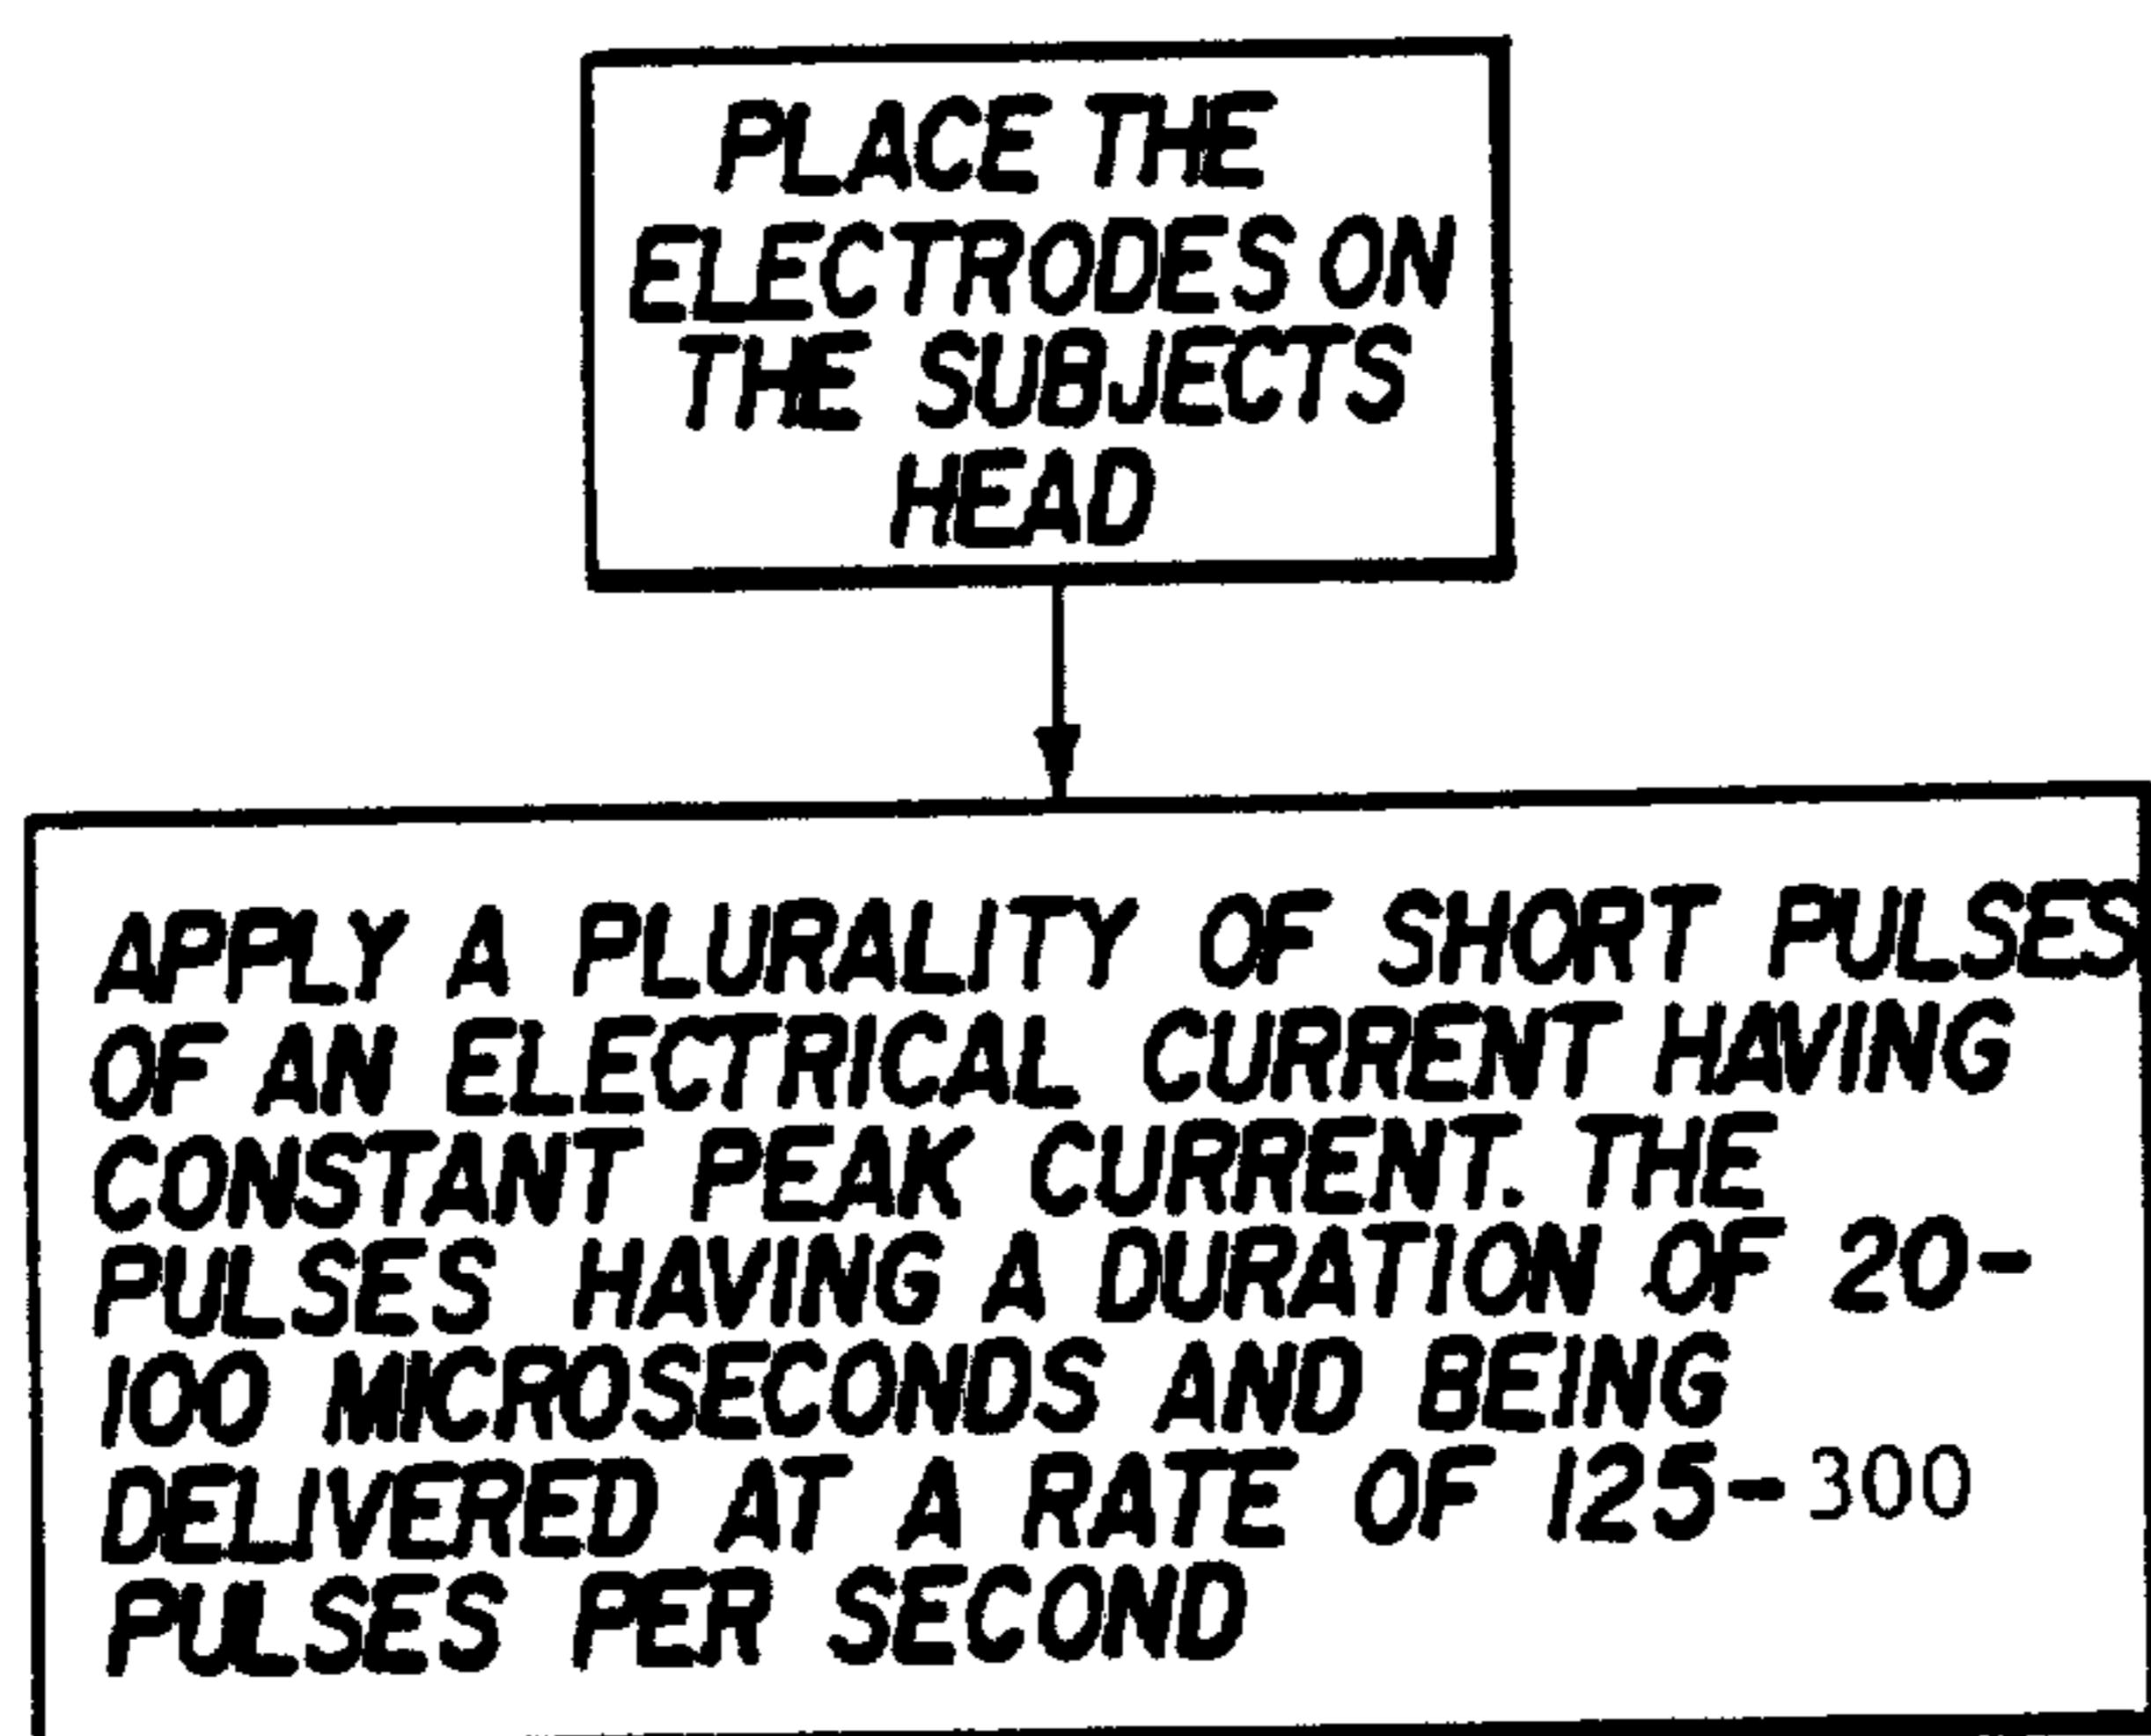 PLACE THE
ELECTRODES ON
THE SUBJECTS
HEAD
APPLY A PLURALITY OF SHORT PULSES
OF AN ELECTRICAL CURRENT HAVING
CONSTANT PEAK CURRENT. THE
PULSES HAVING A DURATION OF 20-
100 MICROSECONDS AND BEING
DELIVERED AT A RATE OF 125-300
PULSES PER SECOND